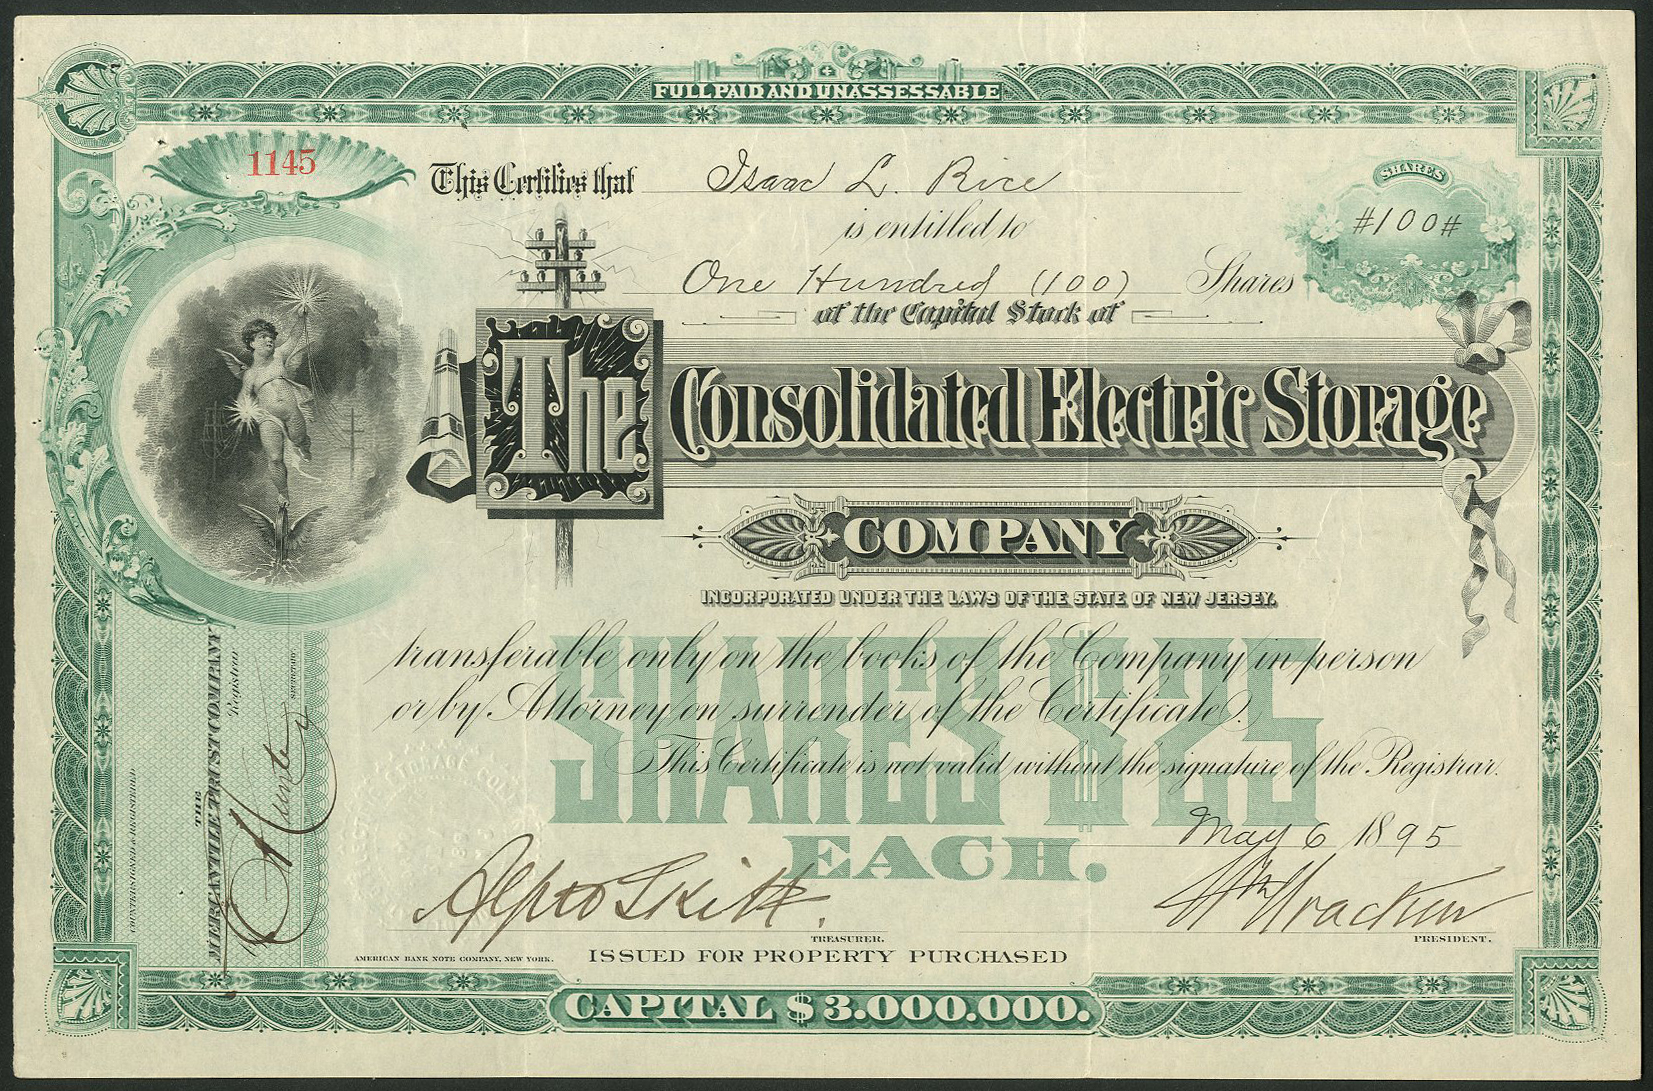 FULL PAID AND UNASSESSABLE
1145
This Certifies that Isaac L. Rice
SHARES
#100#
is entitled to
One Hundred (100) Shares
of the Capital Stock of
The Consolidated Electric Storage
COMPANY
INCORPORATED UNDER THE LAWS OF THE STATE OF NEW JERSEY.
transferable only on the books of the Company in person
or by Attorney on surrender of the Certificate.
This Certificate is not valid without the signature of the Registrar.
SHARES $25
EACH.
May 6 1895
COUNTERSIGNED & REGISTERED
THE
MERCANTILE TRUST COMPANY
Registrar
SECRETARY
TREASURER.
PRESIDENT.
AMERICAN BANK NOTE COMPANY, NEW YORK.
ISSUED FOR PROPERTY PURCHASED
CAPITAL $3.000.000.